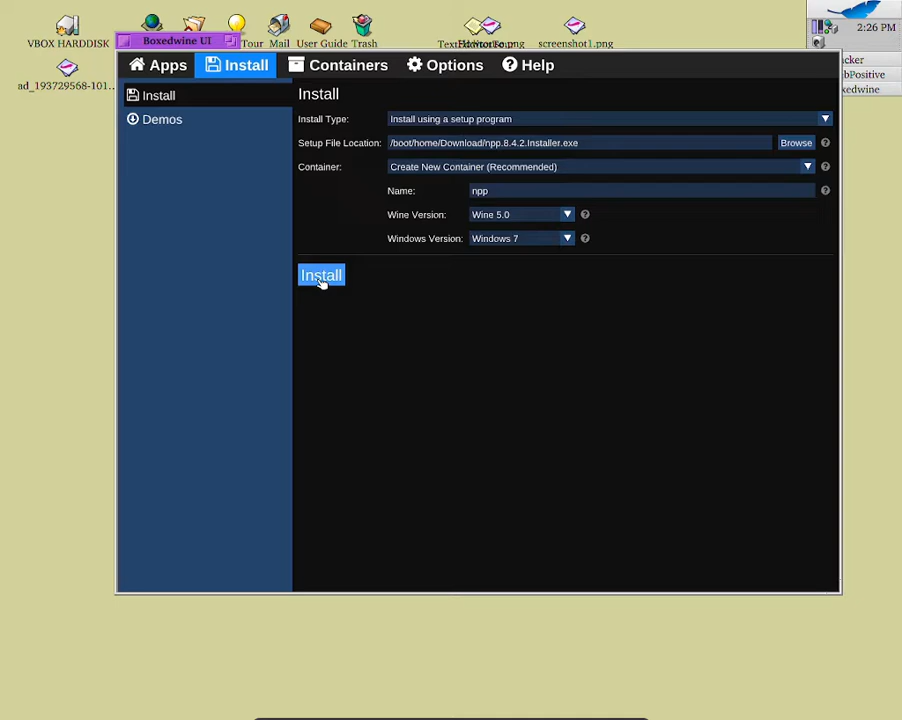 2:26 PM
VBOX HARDDISK
Tour
Mail
User Guide
Trash
screenshot1.png
Boxedwine UI
ad_193729568-101...
cker
bPositive
xedwine
Apps
Install
Containers
Options
Help
Install
Demos
Install
Install Type:
Install using a setup program
Setup File Location:
/boot/home/Download/npp.8.4.2.Installer.exe
Browse
Container:
Create New Container (Recommended)
Name:
npp
Wine Version:
Wine 5.0
Windows Version:
Windows 7
Install